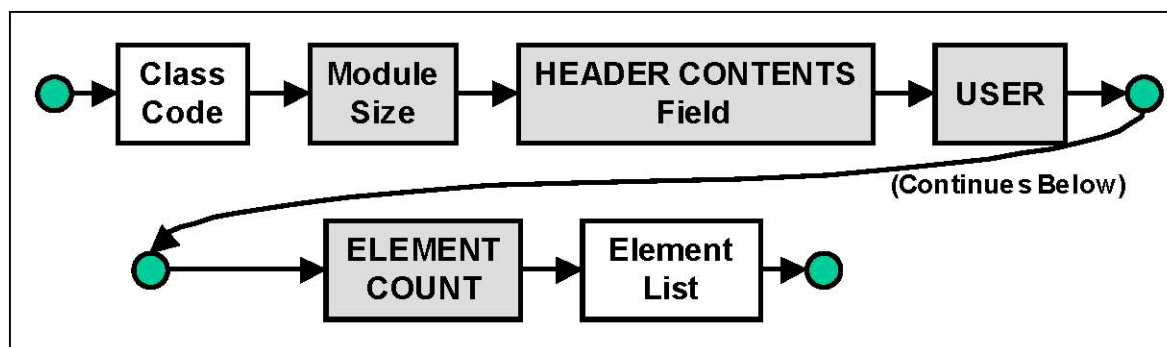 Class
Code
Module
Size
HEADER CONTENTS
Field
USER
(Continues Below)
ELEMENT
COUNT
Element
List